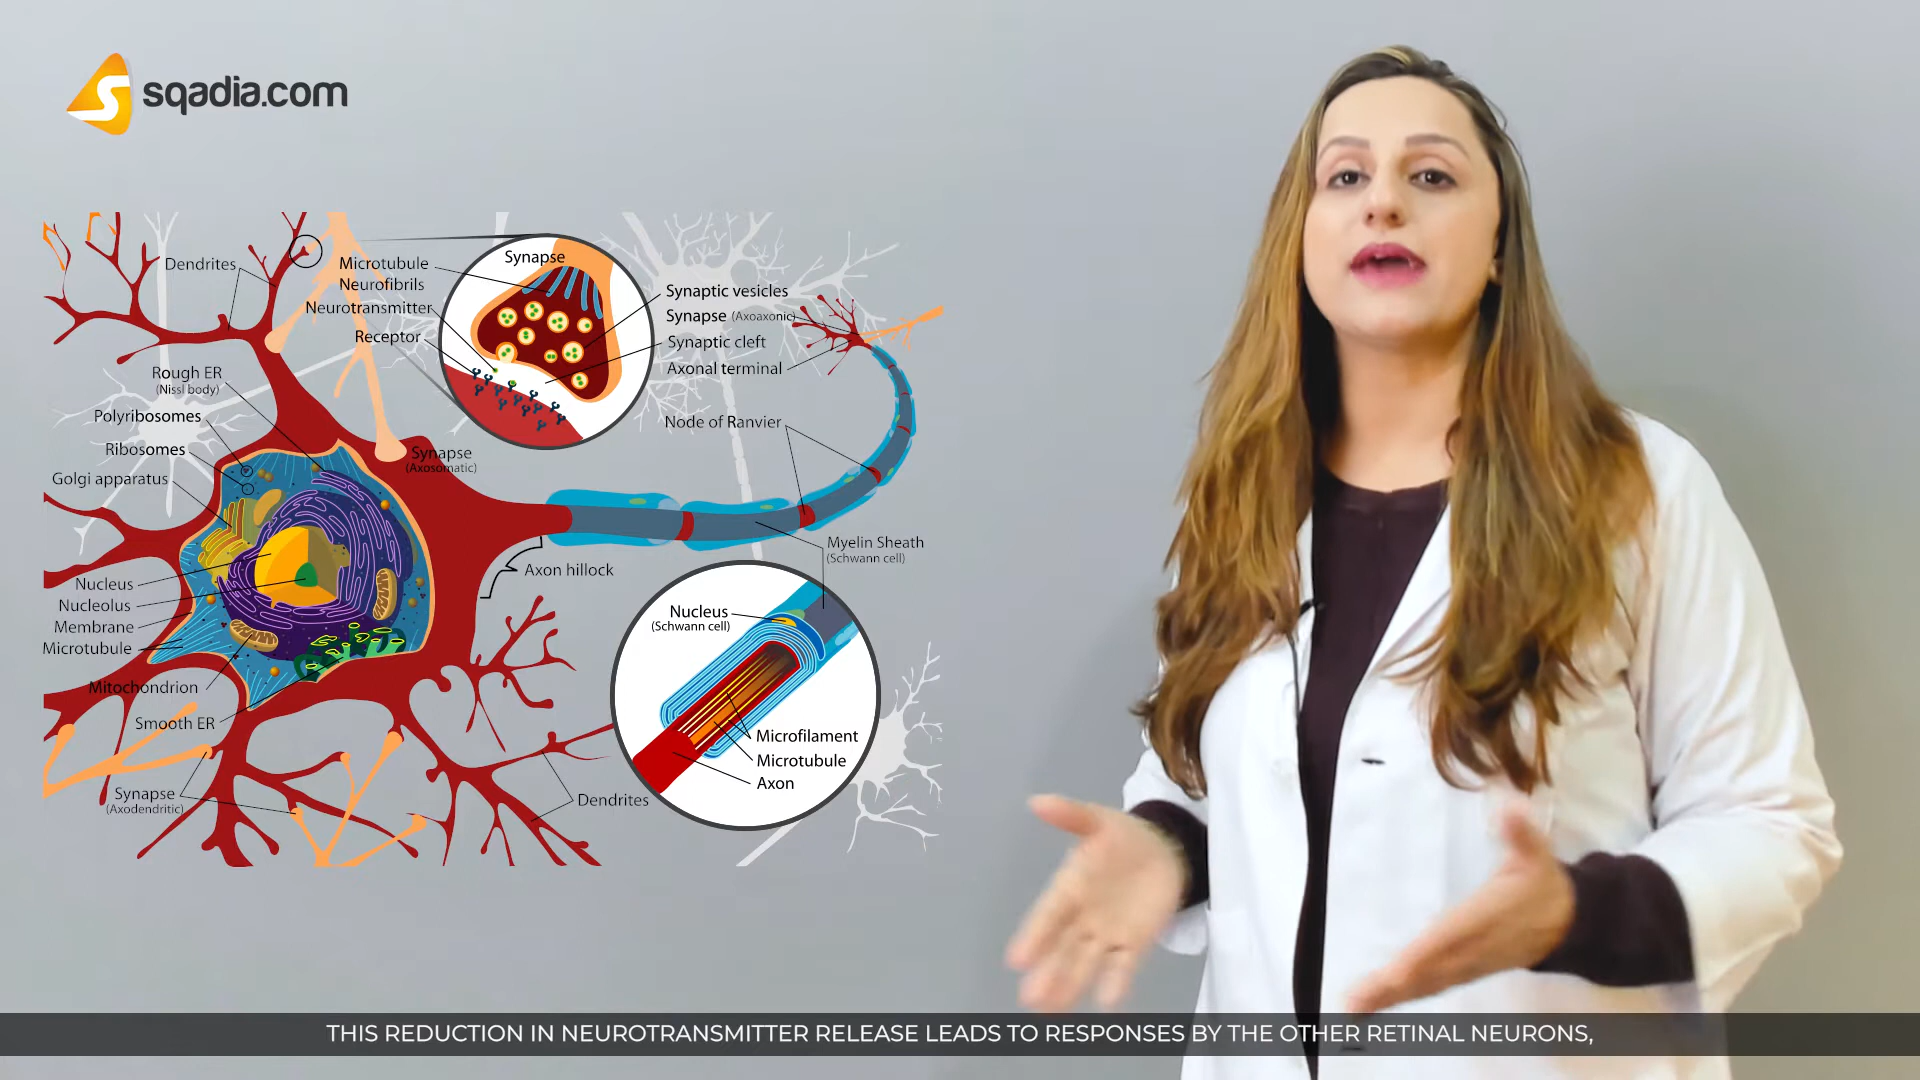 sqadia.com
Dendrites
Microtubule
Neurofibrils
Neurotransmitter
Receptor
Synapse
Synaptic vesicles
Synapse (Axoaxonic)
Synaptic cleft
Axonal terminal
Rough ER
(Nissl body)
Polyribosomes
Ribosomes
Golgi apparatus
Synapse
(Axosomatic)
Node of Ranvier
Myelin Sheath
(Schwann cell)
Axon hillock
Nucleus
Nucleolus
Membrane
Microtubule
Mitochondrion
Smooth ER
Synapse
(Axodendritic)
Dendrites
Nucleus
(Schwann cell)
Microfilament
Microtubule
Axon
THIS REDUCTION IN NEUROTRANSMITTER RELEASE LEADS TO RESPONSES BY THE OTHER RETINAL NEURONS,